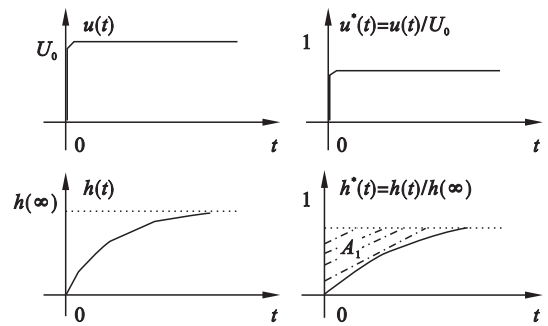 u(t)
U₀
0
t
u*(t)=u(t)/U₀
1
0
t
h(t)
h(∞)
0
t
h*(t)=h(t)/h(∞)
1
A₁
0
t